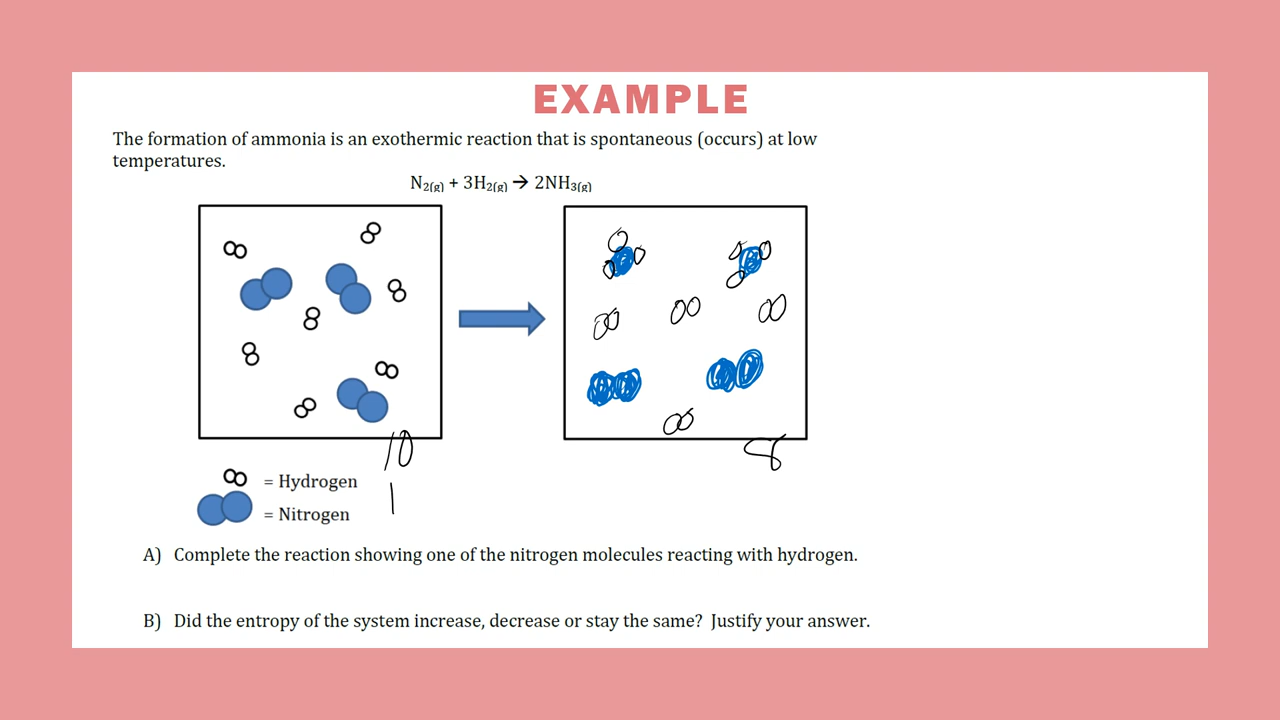 EXAMPLE
The formation of ammonia is an exothermic reaction that is spontaneous (occurs) at low
temperatures.
N₂(g) + 3H₂(g) → 2NH₃(g)
10
8
= Hydrogen
1
= Nitrogen
A) Complete the reaction showing one of the nitrogen molecules reacting with hydrogen.
B) Did the entropy of the system increase, decrease or stay the same? Justify your answer.